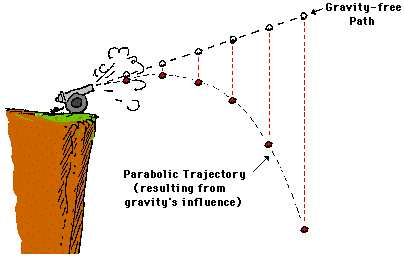 Gravity-free
Path
Parabolic Trajectory
(resulting from
gravity's influence)